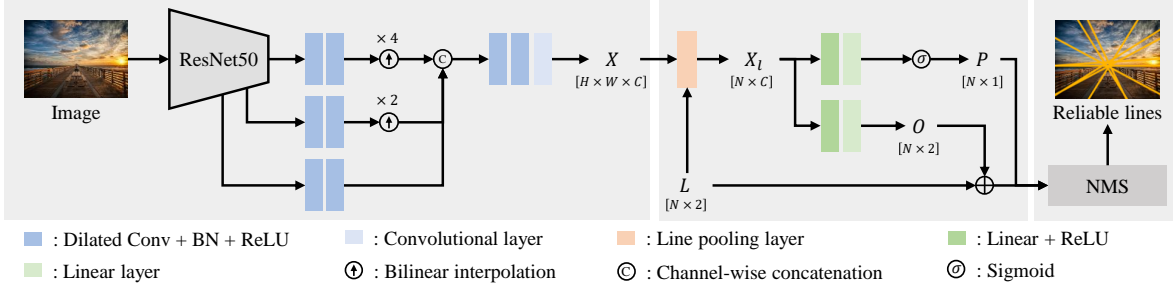 Image
ResNet50
× 4
× 2
C
X
[H × W × C]
X_l
[N × C]
L
[N × 2]
σ
P
[N × 1]
O
[N × 2]
Reliable lines
NMS
: Dilated Conv + BN + ReLU
: Convolutional layer
: Line pooling layer
: Linear + ReLU
: Linear layer
: Bilinear interpolation
C : Channel-wise concatenation
σ : Sigmoid